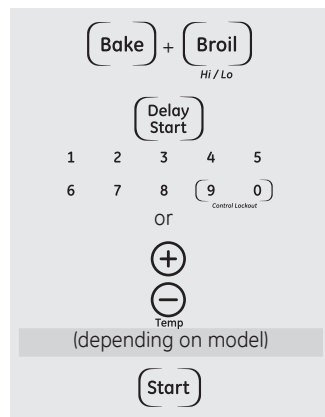 Bake + Broil
Hi / Lo
Delay
Start
1 2 3 4 5
6 7 8 9 0
Control Lockout
or
+
−
Temp
(depending on model)
Start